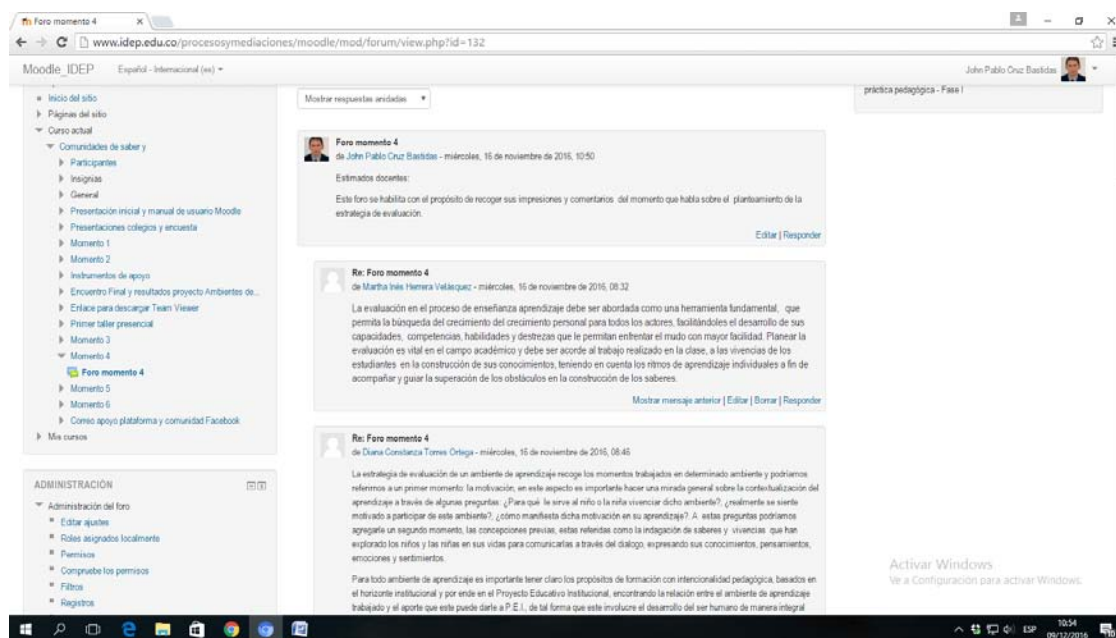 Foro momento 4
www.idep.edu.co/procesosymediaciones/moodle/mod/forum/view.php?id=132
Moodle_IDEP
Español - Internacional (es)
John Pablo Cruz Bastidas
Inicio del sitio
Páginas del sitio
Curso actual
Comunidades de saber y
Participantes
Insignias
General
Presentación inicial y manual de usuario Moodle
Presentaciones colegios y encuesta
Momento 1
Momento 2
Instrumentos de apoyo
Encuentro Final y resultados proyecto Ambientes de...
Enlace para descargar Team Viewer
Primer taller presencial
Momento 3
Momento 4
Foro momento 4
Momento 5
Momento 6
Correo apoyo plataforma y comunidad Facebook
Mis cursos
ADMINISTRACIÓN
Administración del foro
Editar ajustes
Roles asignados localmente
Permisos
Compruebe los permisos
Filtros
Registros
Mostrar respuestas anidadas
Foro momento 4
de John Pablo Cruz Bastidas - miércoles, 16 de noviembre de 2016, 10:50
Estimados docentes:
Este foro se habilita con el propósito de recoger sus impresiones y comentarios del momento que habla sobre el planteamiento de la
estrategia de evaluación.
Editar | Responder
Re: Foro momento 4
de Martha Inés Herrera Velásquez - miércoles, 16 de noviembre de 2016, 08:32
La evaluación en el proceso de enseñanza aprendizaje debe ser abordada como una herramienta fundamental, que
permita la búsqueda del crecimiento del crecimiento personal para todos los actores, facilitándoles el desarrollo de sus
capacidades, competencias, habilidades y destrezas que le permitan enfrentar el mudo con mayor facilidad. Planear la
evaluación es vital en el campo académico y debe ser acorde al trabajo realizado en la clase, a las vivencias de los
estudiantes en la construcción de sus conocimientos, teniendo en cuenta los ritmos de aprendizaje individuales a fin de
acompañar y guiar la superación de los obstáculos en la construcción de los saberes.
Mostrar mensaje anterior | Editar | Borrar | Responder
Re: Foro momento 4
de Diana Constanza Torres Ortega - miércoles, 16 de noviembre de 2016, 08:46
La estrategia de evaluación de un ambiente de aprendizaje recoge los momentos trabajados en determinado ambiente y podríamos
referirnos a un primer momento: la motivación, en este aspecto es importante hacer una mirada general sobre la contextualización del
aprendizaje a través de algunas preguntas: ¿Para qué le sirve al niño o la niña vivenciar dicho ambiente?, ¿realmente se siente
motivado a participar de este ambiente?, ¿cómo manifiesta dicha motivación en su aprendizaje?. A estas preguntas podríamos
agregarle un segundo momento, las concepciones previas, estas referidas como la indagación de saberes y vivencias que han
explorado los niños y las niñas en sus vidas para comunicarlas a través del dialogo, expresando sus conocimientos, pensamientos,
emociones y sentimientos.
Para todo ambiente de aprendizaje es importante tener claro los propósitos de formación con intencionalidad pedagógica, basados en
el horizonte institucional y por ende en el Proyecto Educativo Institucional, encontrando la relación entre el ambiente de aprendizaje
trabajado y el aporte que este puede darle a P.E.I., de tal forma que este involucre el desarrollo del ser humano de manera integral
práctica pedagógica - Fase I
Activar Windows
Ve a Configuración para activar Windows.
ESP
10:54
09/12/2016